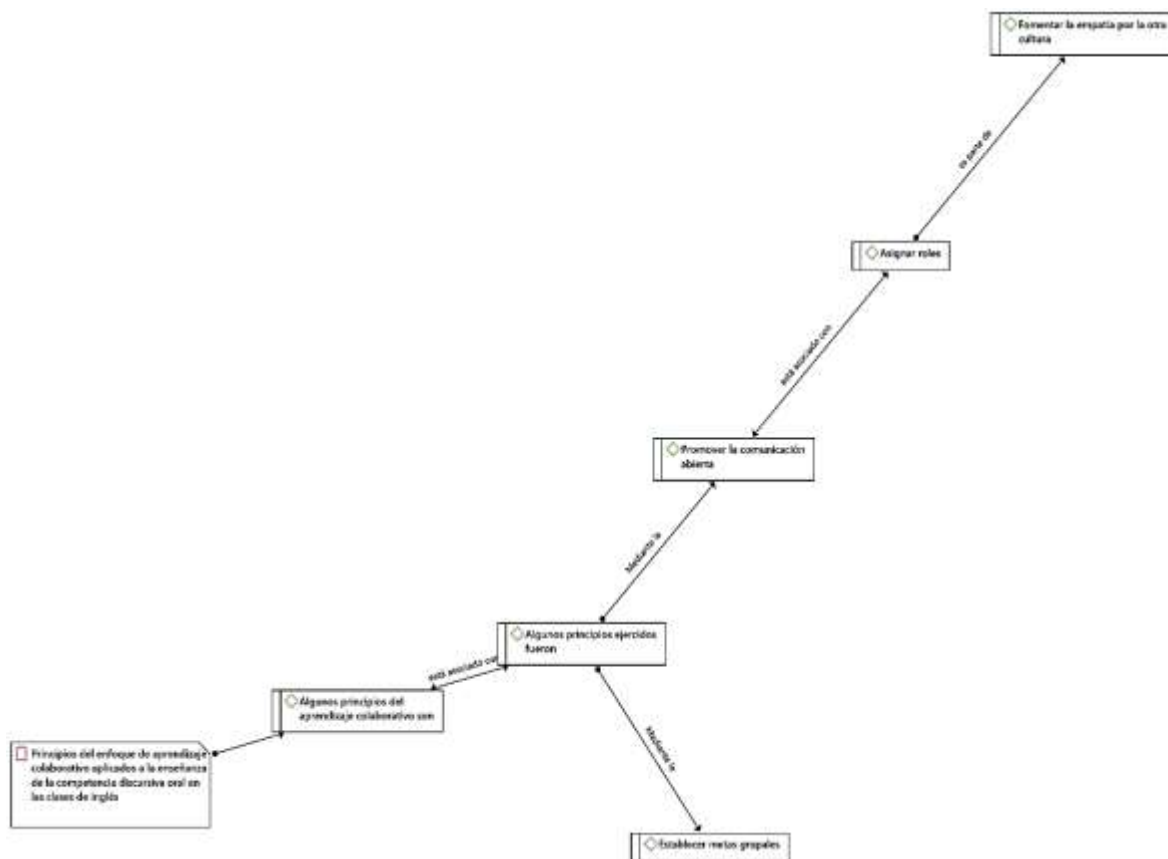 Fomentar la empatía por la otra
cultura
es parte de
Asignar roles
está asociado con
Promover la comunicación
abierta
Mediante la
Algunos principios ejercidos
fueron
está asociado con
Algunos principios del
aprendizaje colaborativo son
Principios del enfoque de aprendizaje
colaborativo aplicados a la enseñanza
de la competencia discursiva oral en
las clases de inglés
Mediante la
Establecer metas grupales